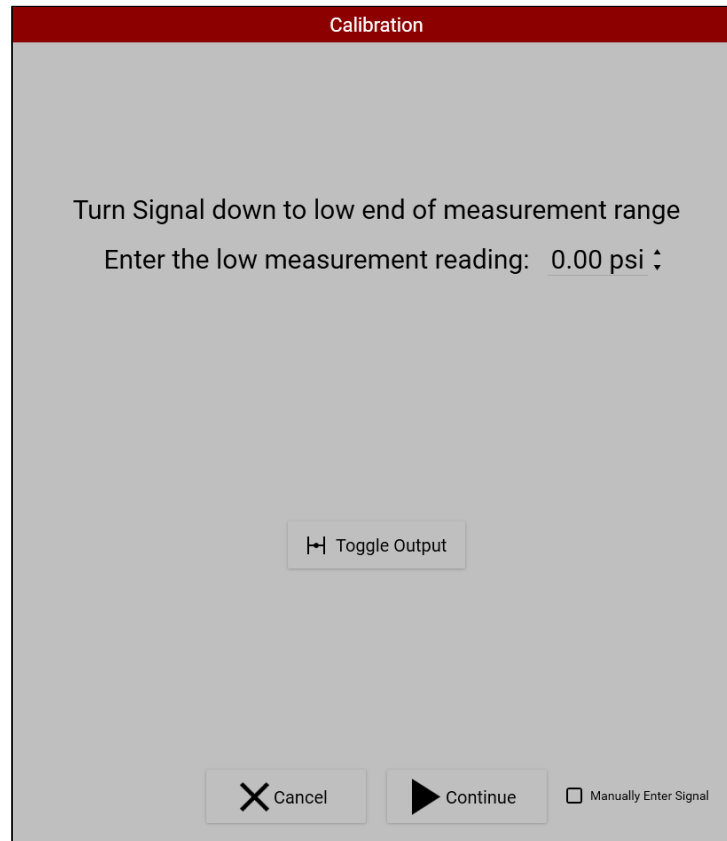 Calibration
Turn Signal down to low end of measurement range
Enter the low measurement reading: 0.00 psi
Toggle Output
Cancel Continue Manually Enter Signal